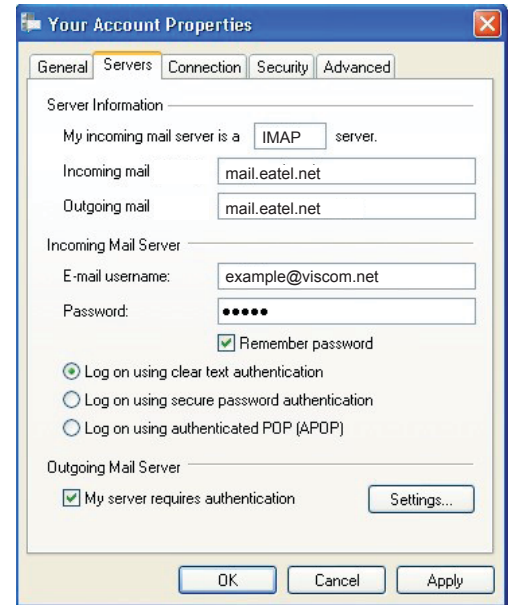 Your Account Properties
General Servers Connection Security Advanced
Server Information
My incoming mail server is a IMAP server.
Incoming mail mail.eatel.net
Outgoing mail mail.eatel.net
Incoming Mail Server
E-mail username: example@viscom.net
Password: •••••
Remember password
Log on using clear text authentication
Log on using secure password authentication
Log on using authenticated POP (APOP)
Outgoing Mail Server
My server requires authentication Settings...
OK Cancel Apply